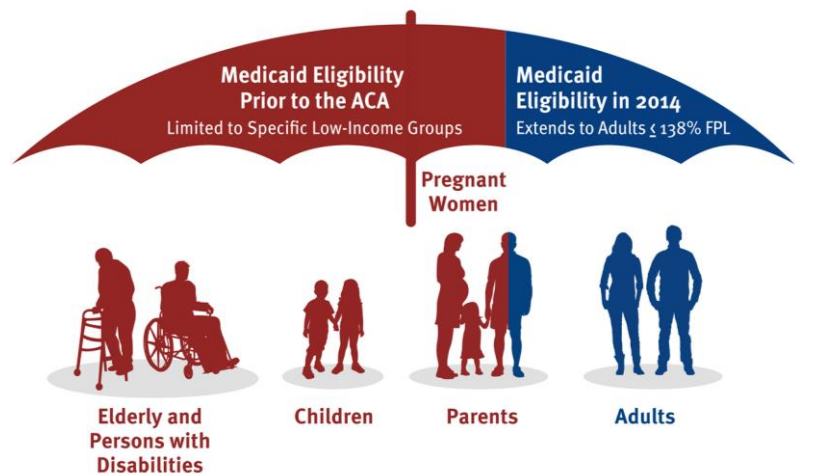 Medicaid Eligibility
Prior to the ACA
Limited to Specific Low-Income Groups
Medicaid
Eligibility in 2014
Extends to Adults ≤ 138% FPL
Pregnant
Women
Elderly and
Persons with
Disabilities
Children
Parents
Adults